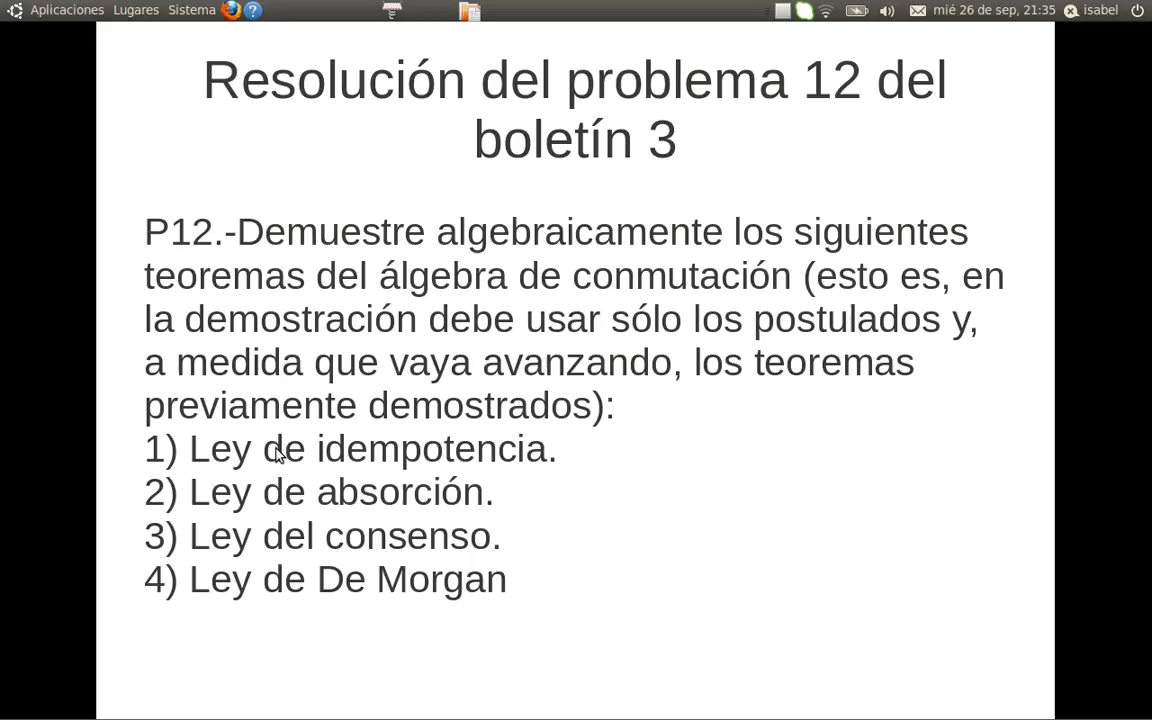 Aplicaciones Lugares Sistema ? mié 26 de sep, 21:35 isabel
Resolución del problema 12 del
boletín 3
P12.-Demuestre algebraicamente los siguientes
teoremas del álgebra de conmutación (esto es, en
la demostración debe usar sólo los postulados y,
a medida que vaya avanzando, los teoremas
previamente demostrados):
1) Ley de idempotencia.
2) Ley de absorción.
3) Ley del consenso.
4) Ley de De Morgan